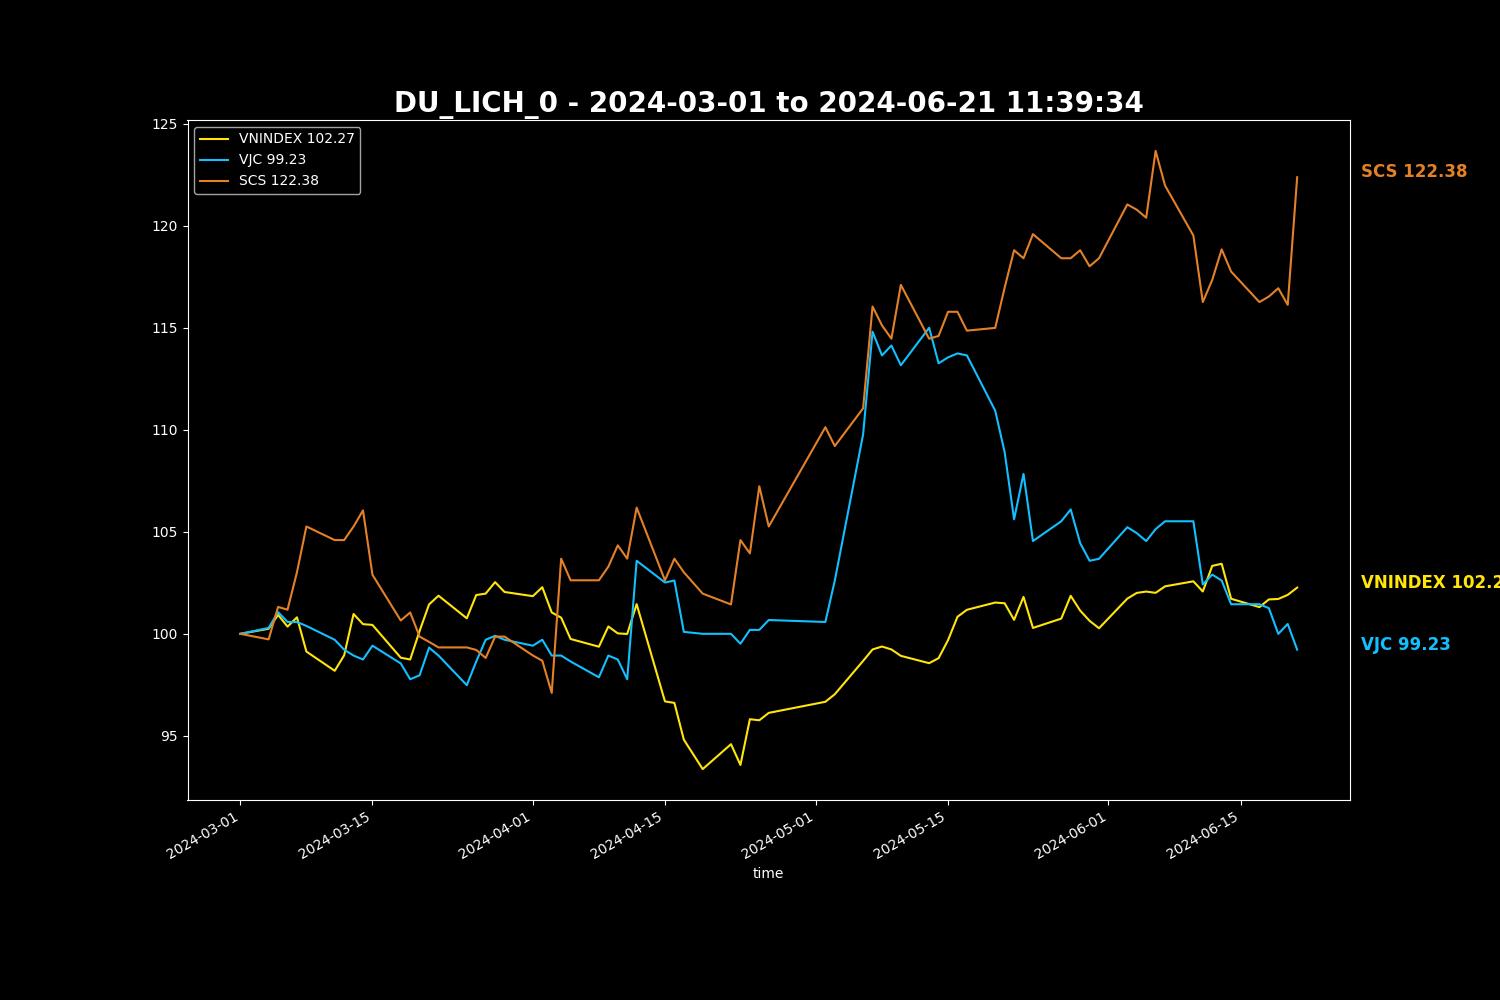 DU_LICH_0 - 2024-03-01 to 2024-06-21 11:39:34
125
120
115
110
105
100
95
VNINDEX 102.27
VJC 99.23
SCS 122.38
SCS 122.38
VNINDEX 102.2
VJC 99.23
2024-03-01
2024-03-15
2024-04-01
2024-04-15
2024-05-01
2024-05-15
2024-06-01
2024-06-15
time